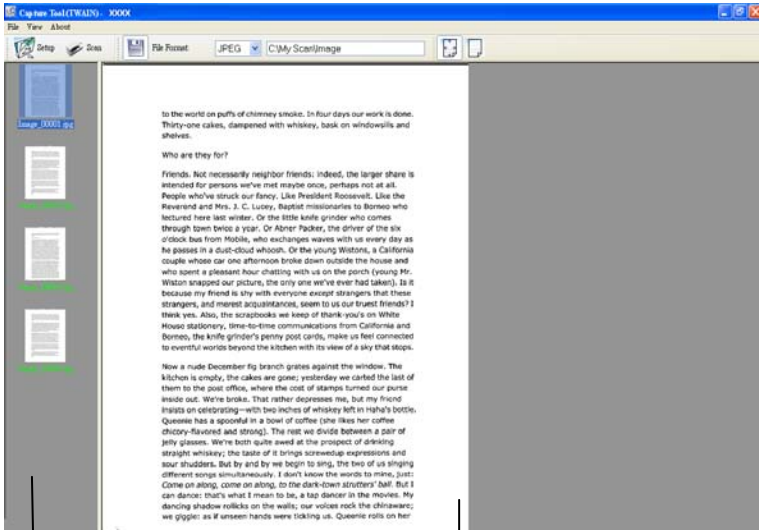 Capture Tool(TWAIN) - XXXX
File View About
Setup Scan File Format JPEG C:\My Scan\Image
Image_00001.jpg
to the world on puffs of chimney smoke. In four days our work is done.
Thirty-one cakes, dampened with whiskey, bask on windowsills and
shelves.
Who are they for?
Friends. Not necessarily neighbor friends: indeed, the larger share is
intended for persons we've met maybe once, perhaps not at all.
People who've struck our fancy. Like President Roosevelt. Like the
Reverend and Mrs. J. C. Lucey, Baptist missionaries to Borneo who
lectured here last winter. Or the little knife grinder who comes
through town twice a year. Or Abner Packer, the driver of the six
o'clock bus from Mobile, who exchanges waves with us every day as
he passes in a dust-cloud whoosh. Or the young Wistons, a California
couple whose car one afternoon broke down outside the house and
who spent a pleasant hour chatting with us on the porch (young Mr.
Wiston snapped our picture, the only one we've ever had taken). Is it
because my friend is shy with everyone except strangers that these
strangers, and merest acquaintances, seem to us our truest friends? I
think yes. Also, the scrapbooks we keep of thank-you's on White
House stationery, time-to-time communications from California and
Borneo, the knife grinder's penny post cards, make us feel connected
to eventful worlds beyond the kitchen with its view of a sky that stops.
Now a nude December fig branch grates against the window. The
kitchen is empty, the cakes are gone; yesterday we carted the last of
them to the post office, where the cost of stamps turned our purse
inside out. We're broke. That rather depresses me, but my friend
insists on celebrating—with two inches of whiskey left in Haha's bottle.
Queenie has a spoonful in a bowl of coffee (she likes her coffee
chicory-flavored and strong). The rest we divide between a pair of
jelly glasses. We're both quite awed at the prospect of drinking
straight whiskey; the taste of it brings screwedup expressions and
sour shudders. But by and by we begin to sing, the two of us singing
different songs simultaneously. I don't know the words to mine, just:
Come on along, come on along, to the dark-town strutters' ball. But I
can dance: that's what I mean to be, a tap dancer in the movies. My
dancing shadow rollicks on the walls; our voices rock the chinaware;
we giggle: as if unseen hands were tickling us. Queenie rolls on her